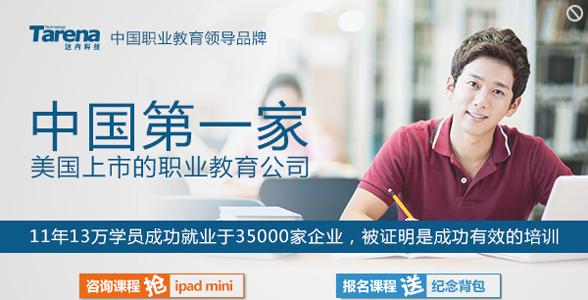 Technology
Tarena
达内科技
中国职业教育领导品牌
中国第一家
美国上市的职业教育公司
11年13万学员成功就业于35000家企业，被证明是成功有效的培训
咨询课程 抢 ipad mini
报名课程 送 纪念背包